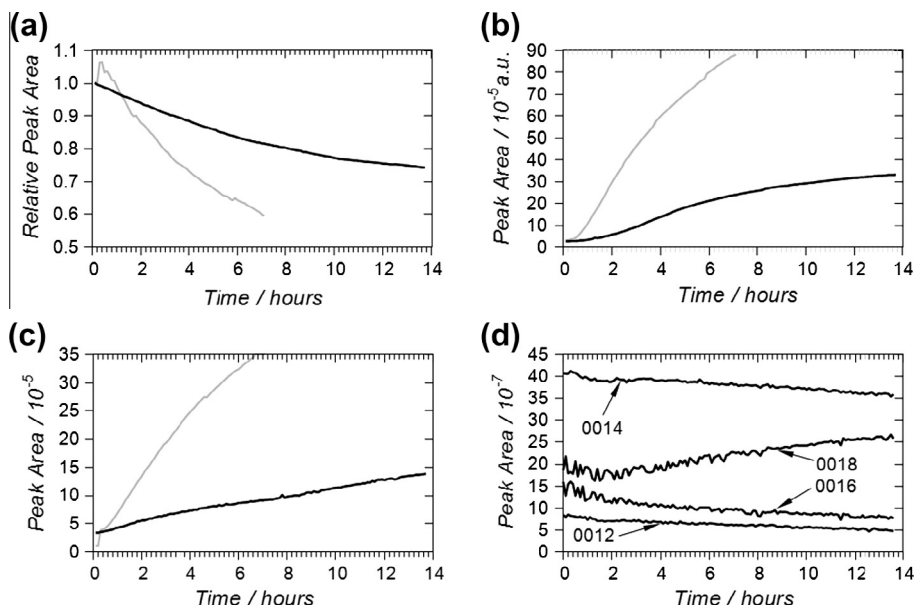 (a)
Relative Peak Area
1.1
1.0
0.9
0.8
0.7
0.6
0.5
0 2 4 6 8 10 12 14
Time / hours
(b)
Peak Area / 10⁻⁵ a.u.
90
80
70
60
50
40
30
20
10
0
0 2 4 6 8 10 12 14
Time / hours
(c)
Peak Area / 10⁻⁵
35
30
25
20
15
10
5
0
0 2 4 6 8 10 12 14
Time / hours
(d)
Peak Area / 10⁻⁷
45
40
35
30
25
20
15
10
5
0
0014
0018
0016
0012
0 2 4 6 8 10 12 14
Time / hours